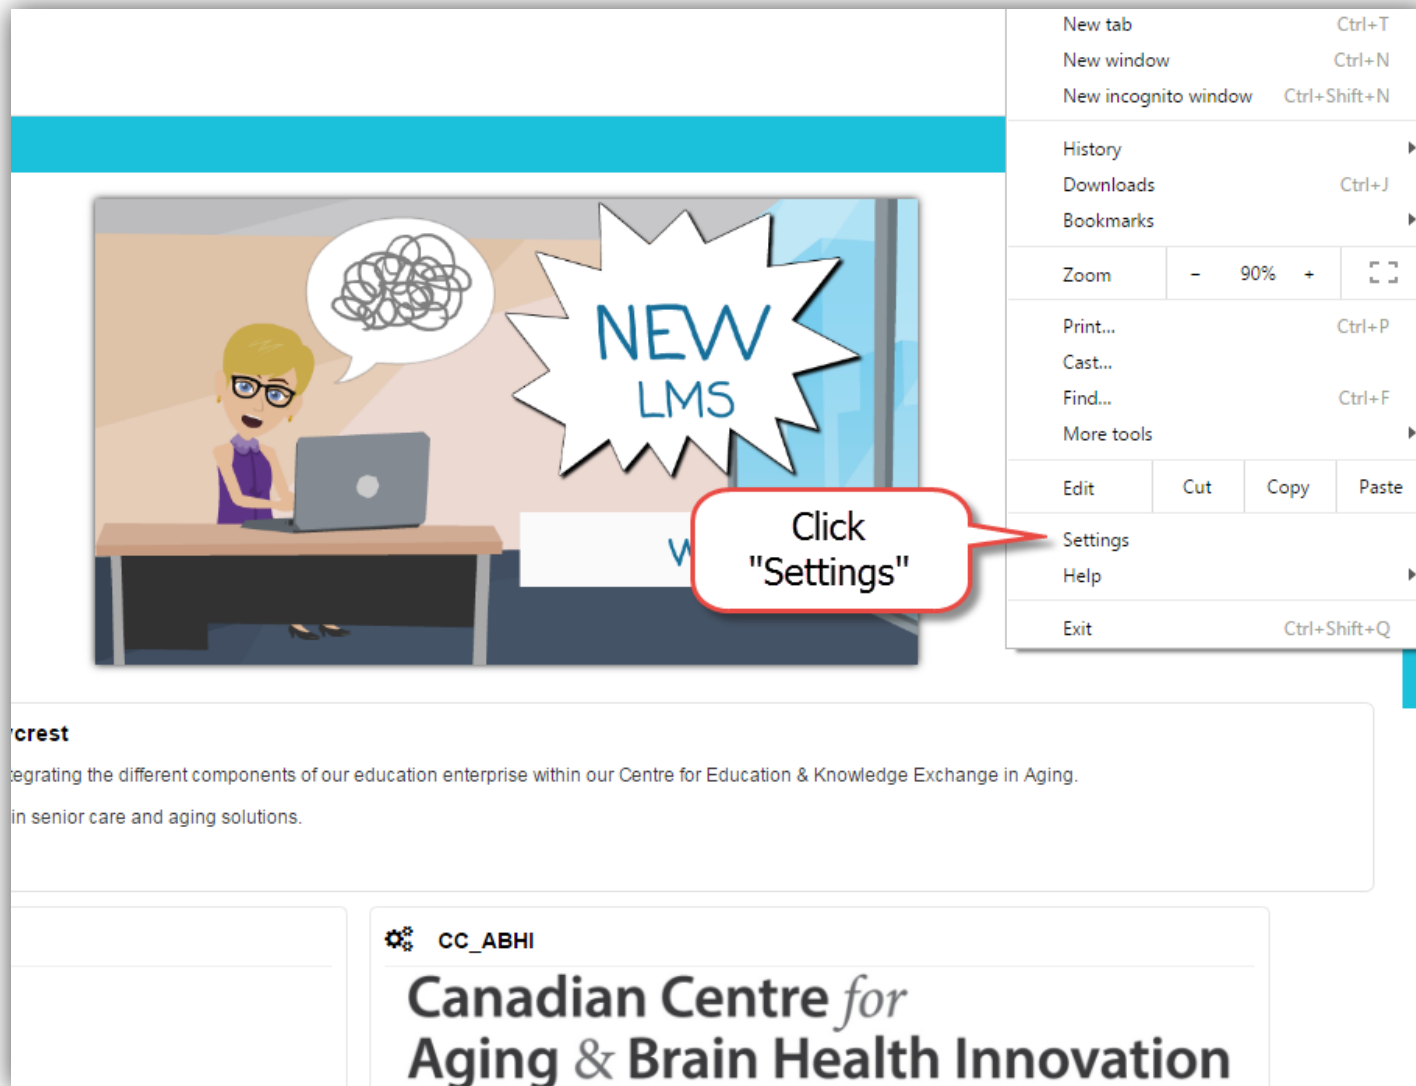 New tab Ctrl+T
New window Ctrl+N
New incognito window Ctrl+Shift+N
History
Downloads Ctrl+J
Bookmarks
Zoom - 90% +
Print... Ctrl+P
Cast...
Find... Ctrl+F
More tools
Edit Cut Copy Paste
Settings
Help
Exit Ctrl+Shift+Q
NEW
LMS
W
Click
"Settings"
crest
tegrating the different components of our education enterprise within our Centre for Education & Knowledge Exchange in Aging.
in senior care and aging solutions.
CC_ABHI
Canadian Centre for
Aging & Brain Health Innovation